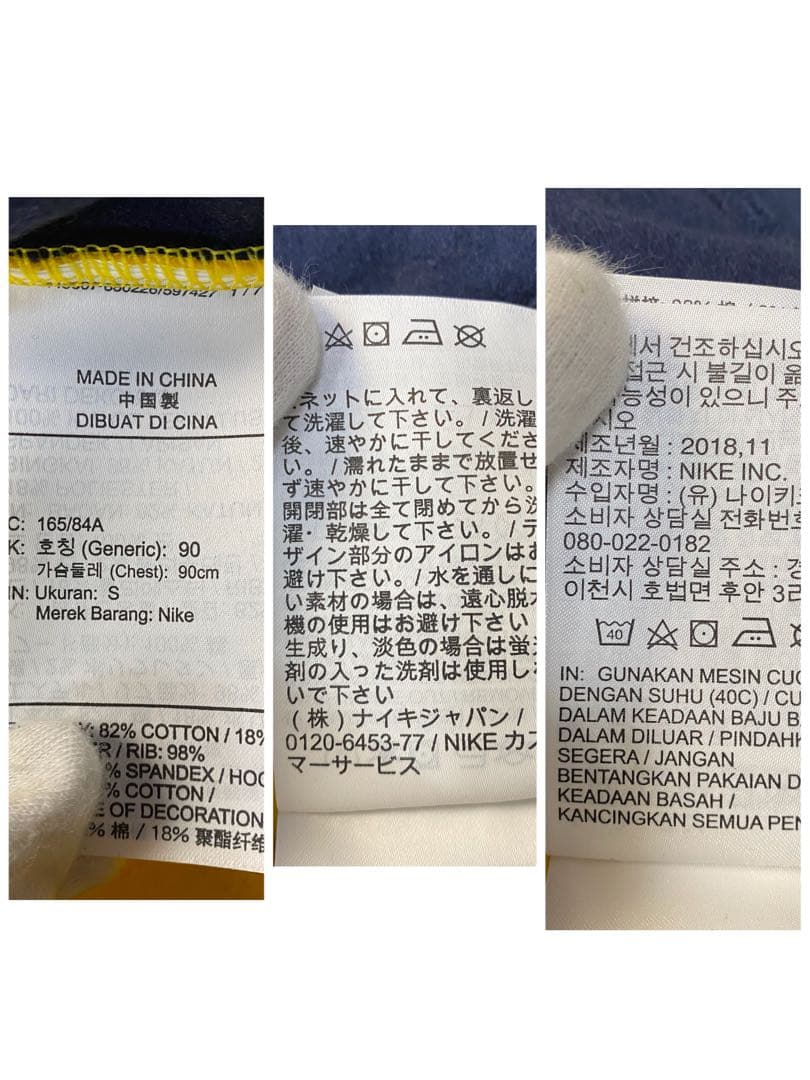 MADE IN CHINA
中国製
DIBUAT DI CINA
C: 165/84A
K: 호칭 (Generic): 90
가슴둘레 (Chest): 90cm
IN: Ukuran: S
Merek Barang: Nike
82% COTTON / 18%
/ RIB: 98%
% SPANDEX / HOO
% COTTON /
E OF DECORATION
% 棉 / 18% 聚酯纤维
ネットに入れて、裏返し
て洗濯して下さい。 / 洗濯
後、速やかに干してくださ
い。 / 濡れたままで放置せ
ず速やかに干して下さい。
開閉部は全て閉めてから洗
濯・乾燥して下さい。 / デ
ザイン部分のアイロンはお
避け下さい。 / 水を通しに
い素材の場合は、遠心脱水
機の使用はお避け下さい
生成り、淡色の場合は蛍光
剤の入った洗剤は使用しな
いで下さい
(株) ナイキジャパン /
0120-6453-77 / NIKE カス
マーサービス
에서 건조하십시오
접근 시 불길이 옮
능성이 있으니 주
시오
제조년월 : 2018,11
제조자명 : NIKE INC.
수입자명 : (유) 나이키
소비자 상담실 전화번호
080-022-0182
소비자 상담실 주소 : 경
이천시 호법면 후안 3리
40
IN: GUNAKAN MESIN CUC
DENGAN SUHU (40C) / CU
DALAM KEADAAN BAJU B
DALAM DILUAR / PINDAHK
SEGERA / JANGAN
BENTANGKAN PAKAIAN D
KEADAAN BASAH /
KANCINGKAN SEMUA PEN